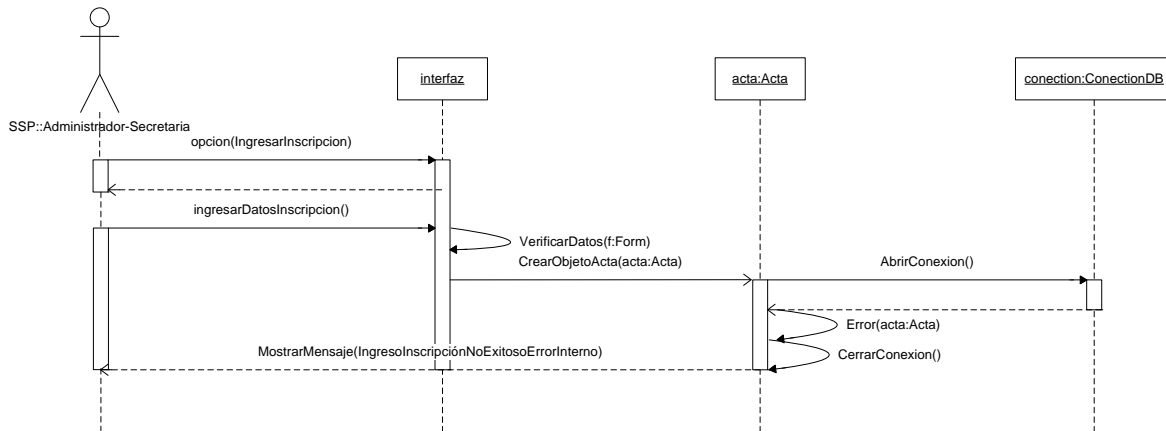 interfaz
acta:Acta
conection:ConectionDB
SSP::Administrador-Secretaria
opcion(IngresarInscripcion)
ingresarDatosInscripcion()
VerificarDatos(f:Form)
CrearObjetoActa(acta:Acta)
AbrirConexion()
Error(acta:Acta)
MostrarMensaje(IngresoInscripciónNoExitosoErrorInterno)
CerrarConexion()